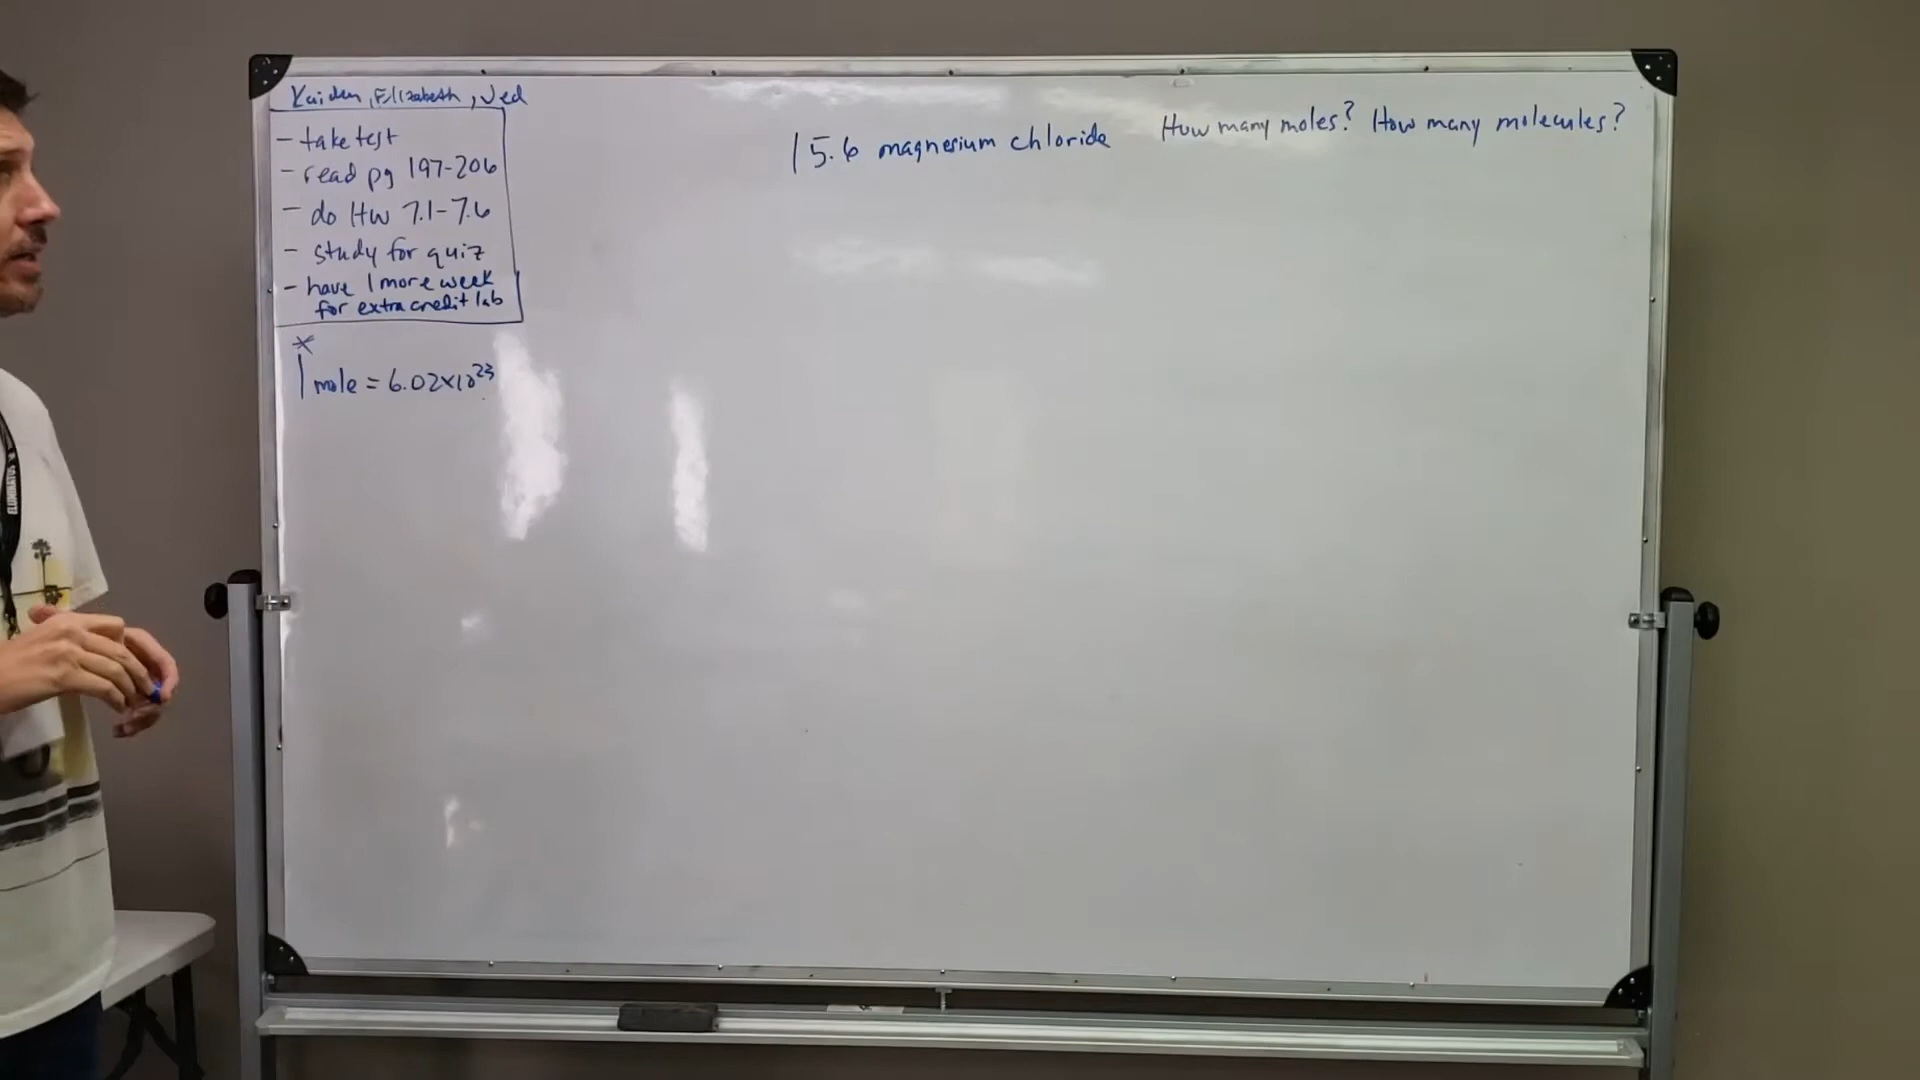 Kaiden, Elizabeth, Jed
- take test
- read pg 197-206
- do HW 7.1-7.6
- study for quiz
- have 1 more week
for extra credit lab
*
1 mole = 6.02x10²³
15.6 magnesium chloride
How many moles? How many molecules?